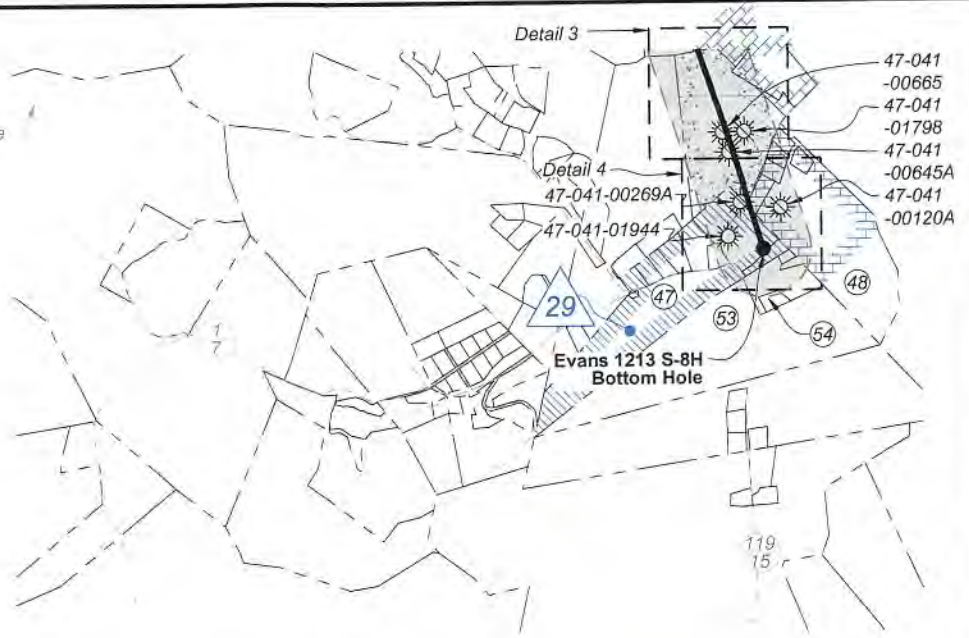 Detail 3
47-041
-00665
47-041
-01798
47-041
-00645A
47-041
-00120A
Detail 4
47-041-00269A
47-041-01944
29
47
48
53
54
Evans 1213 S-8H
Bottom Hole
1
7
119
15